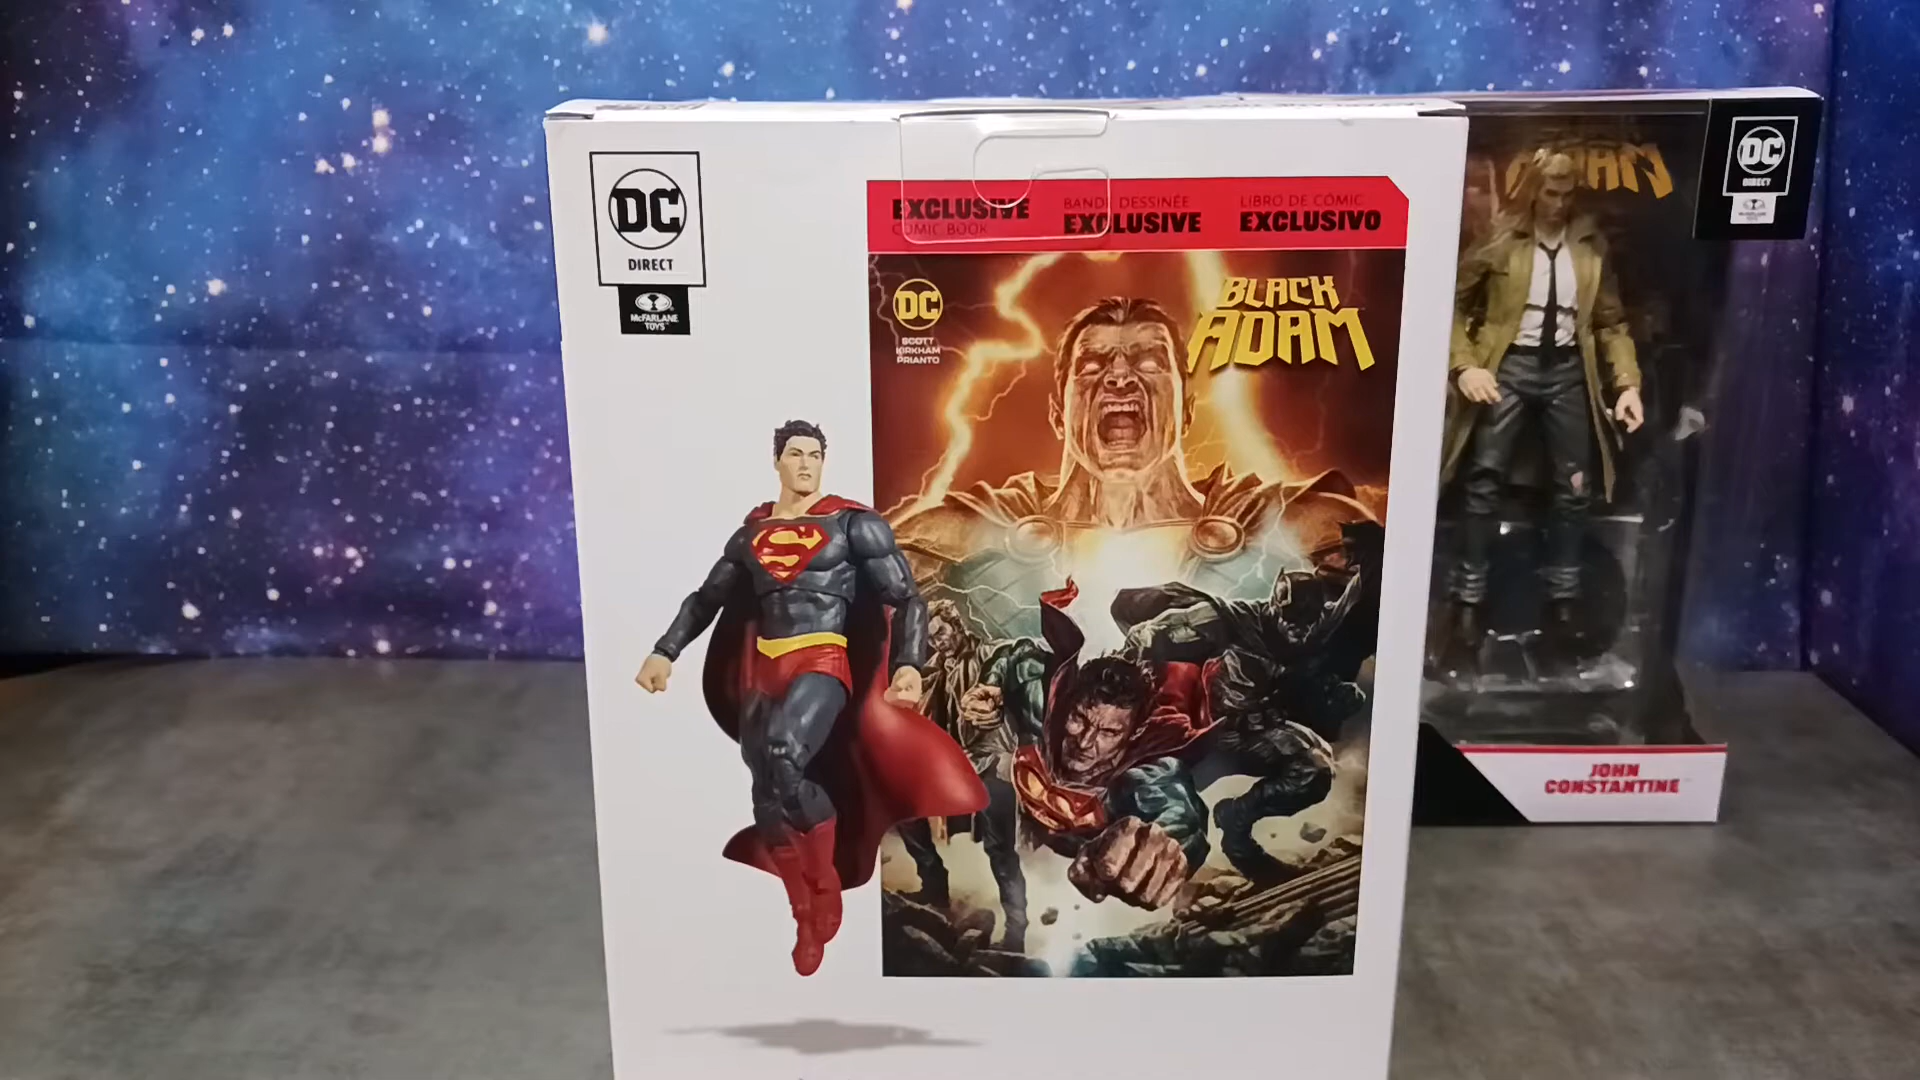 DC
DIRECT
McFARLANE
TOYS
EXCLUSIVE
COMIC BOOK
BANDE DESSINÉE
EXCLUSIVE
LIBRO DE CÓMIC
EXCLUSIVO
DC
SCOTT
KIRKHAM
PRIANTO
BLACK
ADAM
ADAM
DC
DIRECT
JOHN
CONSTANTINE